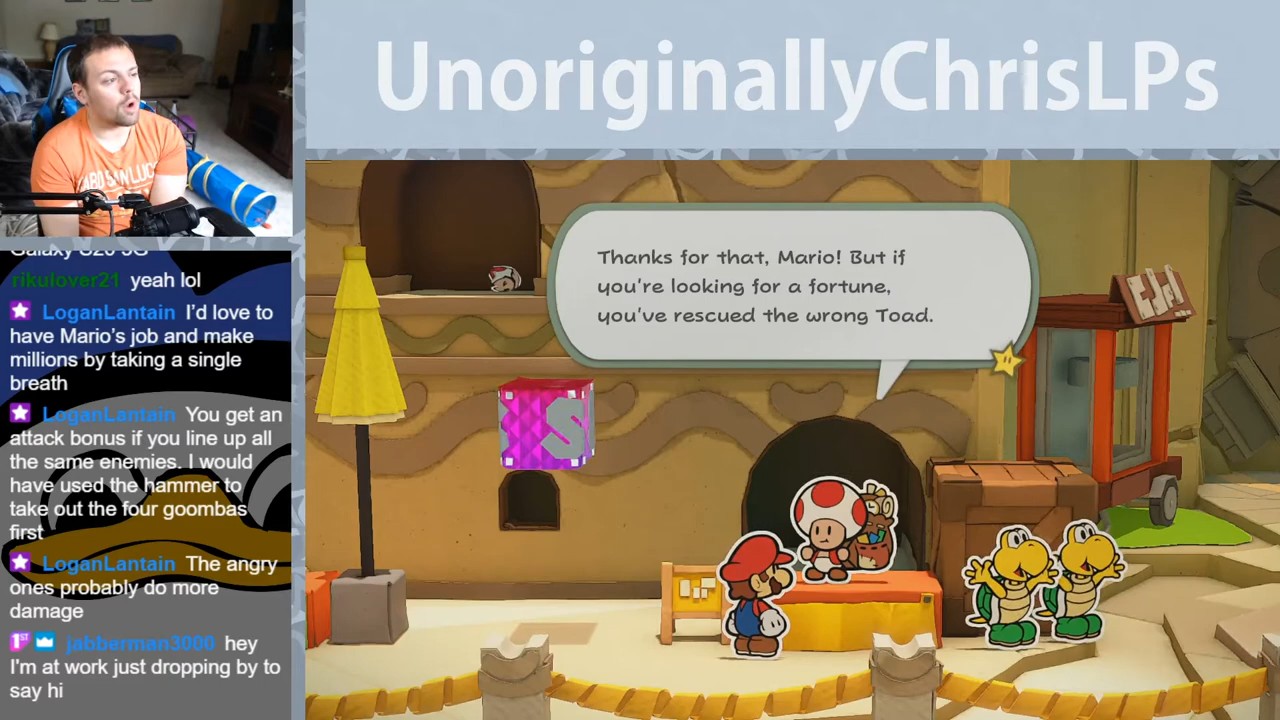 UnoriginallyChrisLPs
ABO SAN LUC
rikulover21 yeah lol
LoganLantain I'd love to
have Mario's job and make
millions by taking a single
breath
LoganLantain You get an
attack bonus if you line up all
the same enemies. I would
have used the hammer to
take out the four goombas
first
LoganLantain The angry
ones probably do more
damage
1ST jabberman3000 hey
I'm at work just dropping by to
say hi
Thanks for that, Mario! But if
you're looking for a fortune,
you've rescued the wrong Toad.
S